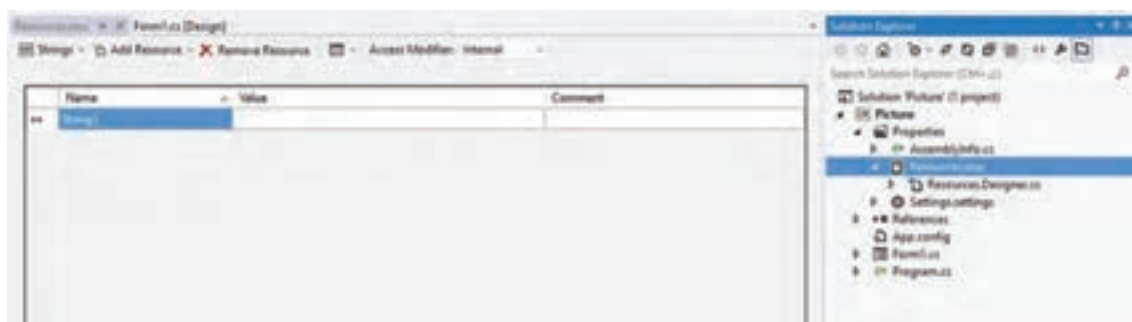 Resources.resx Form1.cs [Design]
Strings Add Resource Remove Resource Access Modifier: Internal
Name Value Comment
String1
Solution Explorer
Search Solution Explorer (Ctrl+;)
Solution 'Picture' (1 project)
Picture
Properties
AssemblyInfo.cs
Resources.resx
Resources.Designer.cs
Settings.settings
References
App.config
Form1.cs
Program.cs